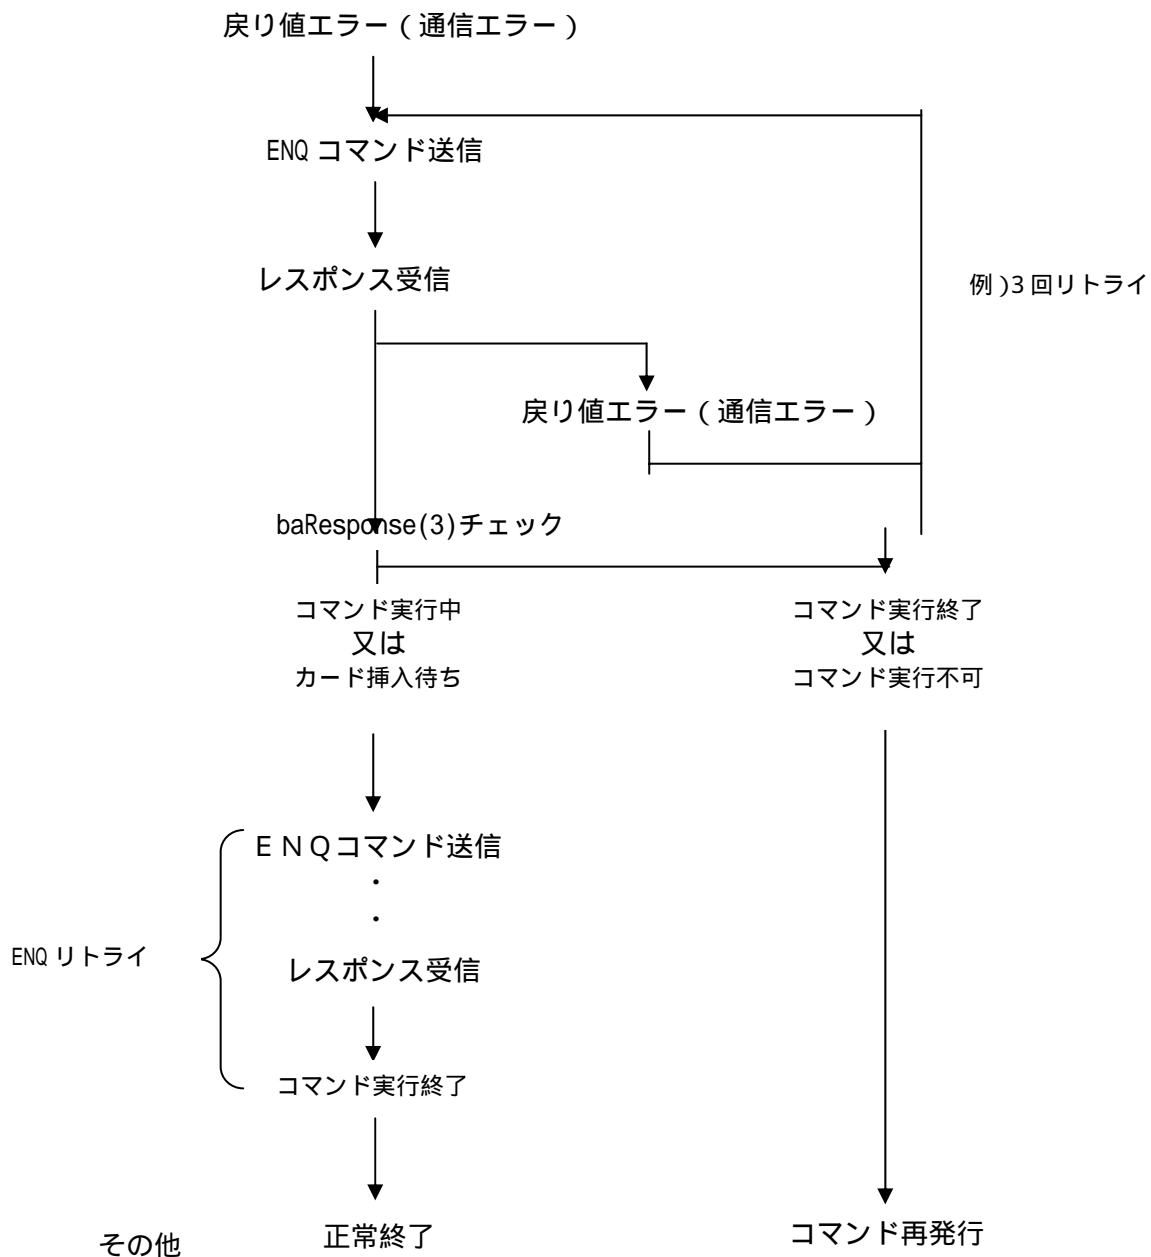 戻り値エラー(通信エラー)
ENQ コマンド送信
レスポンス受信
例)3 回リトライ
戻り値エラー(通信エラー)
baResponse(3)チェック
コマンド実行中
又は
カード挿入待ち
コマンド実行終了
又は
コマンド実行不可
ENQコマンド送信
・
・
ENQ リトライ
レスポンス受信
コマンド実行終了
その他
正常終了
コマンド再発行